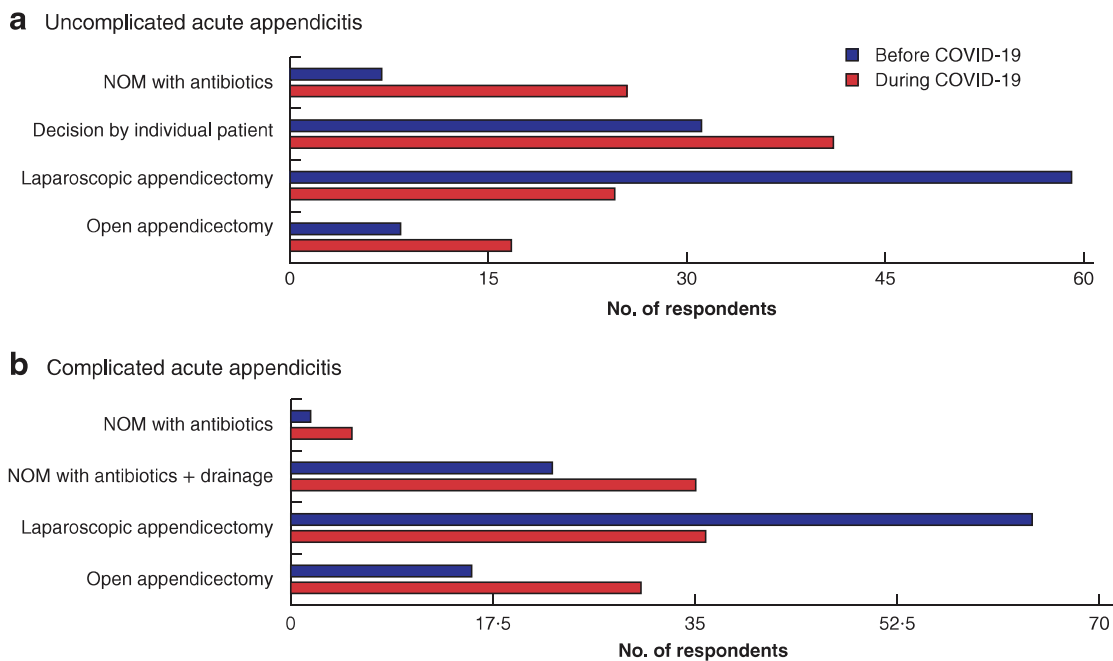 a Uncomplicated acute appendicitis
Before COVID-19
During COVID-19
NOM with antibiotics
Decision by individual patient
Laparoscopic appendicectomy
Open appendicectomy
0 15 30 45 60
No. of respondents
b Complicated acute appendicitis
NOM with antibiotics
NOM with antibiotics + drainage
Laparoscopic appendicectomy
Open appendicectomy
0 17·5 35 52·5 70
No. of respondents